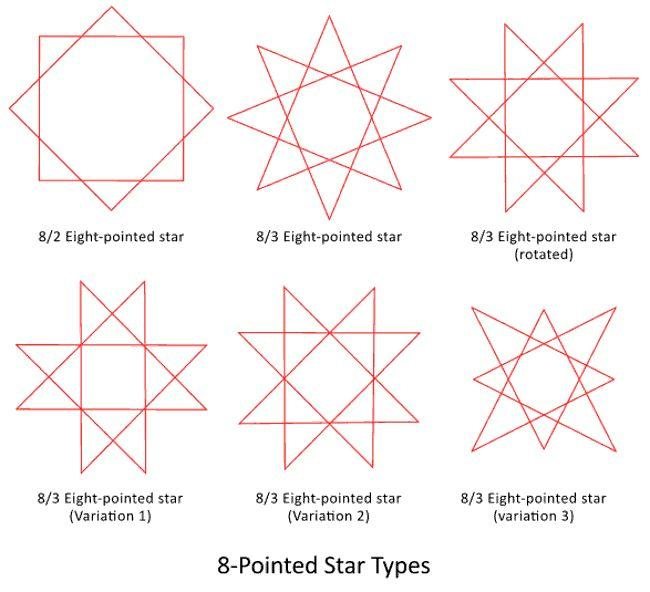 8/2 Eight-pointed star
8/3 Eight-pointed star
8/3 Eight-pointed star
(rotated)
8/3 Eight-pointed star
(Variation 1)
8/3 Eight-pointed star
(Variation 2)
8/3 Eight-pointed star
(variation 3)
8-Pointed Star Types